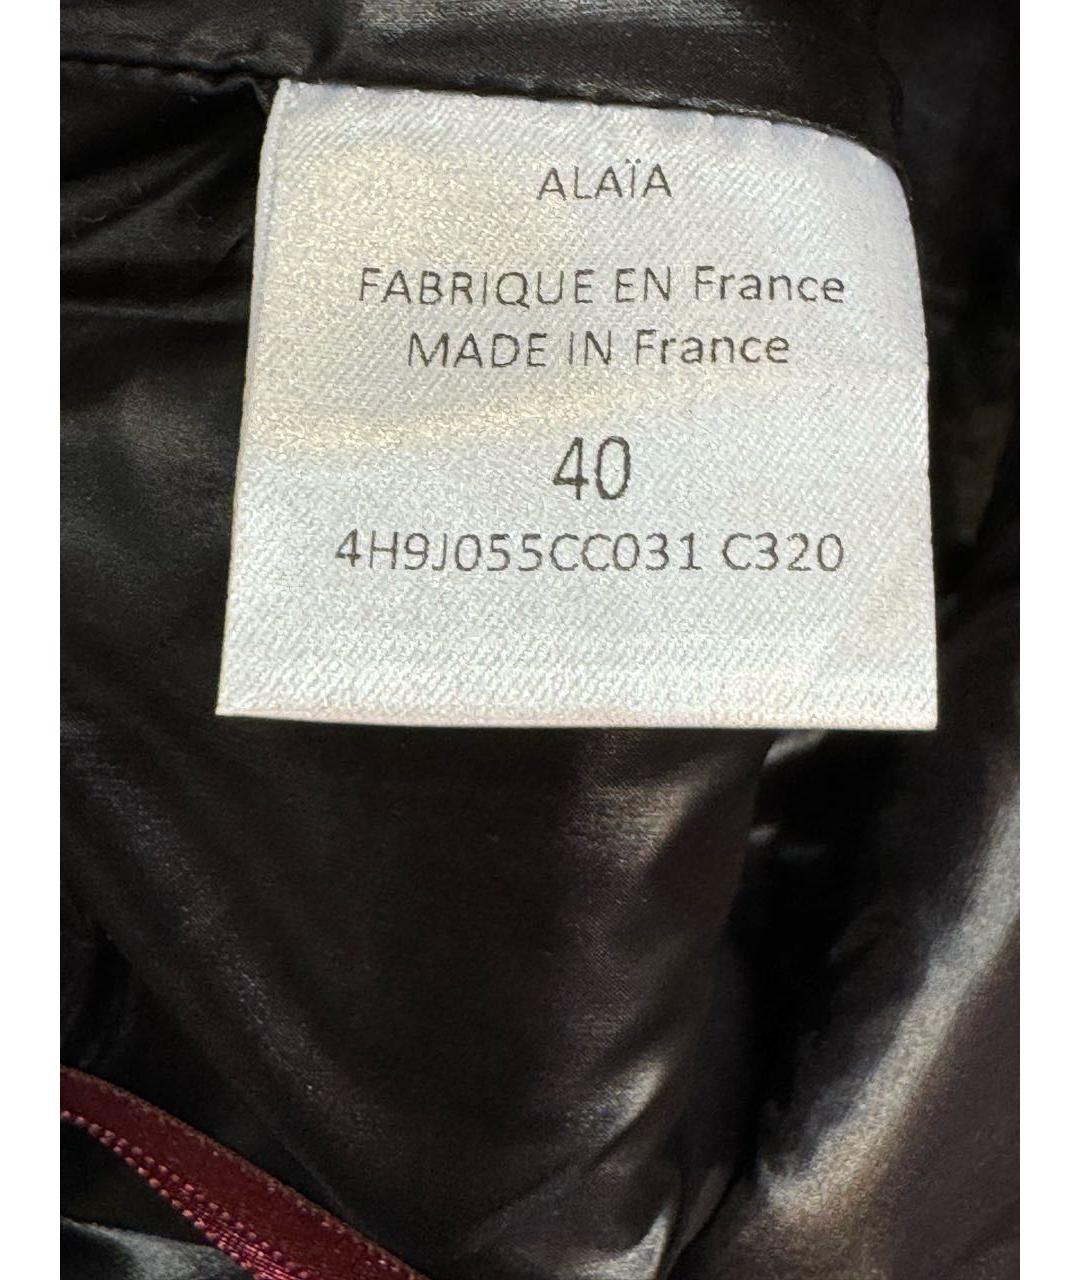 ALAÏA
FABRIQUE EN France
MADE IN France
40
4H9J055CC031 C320